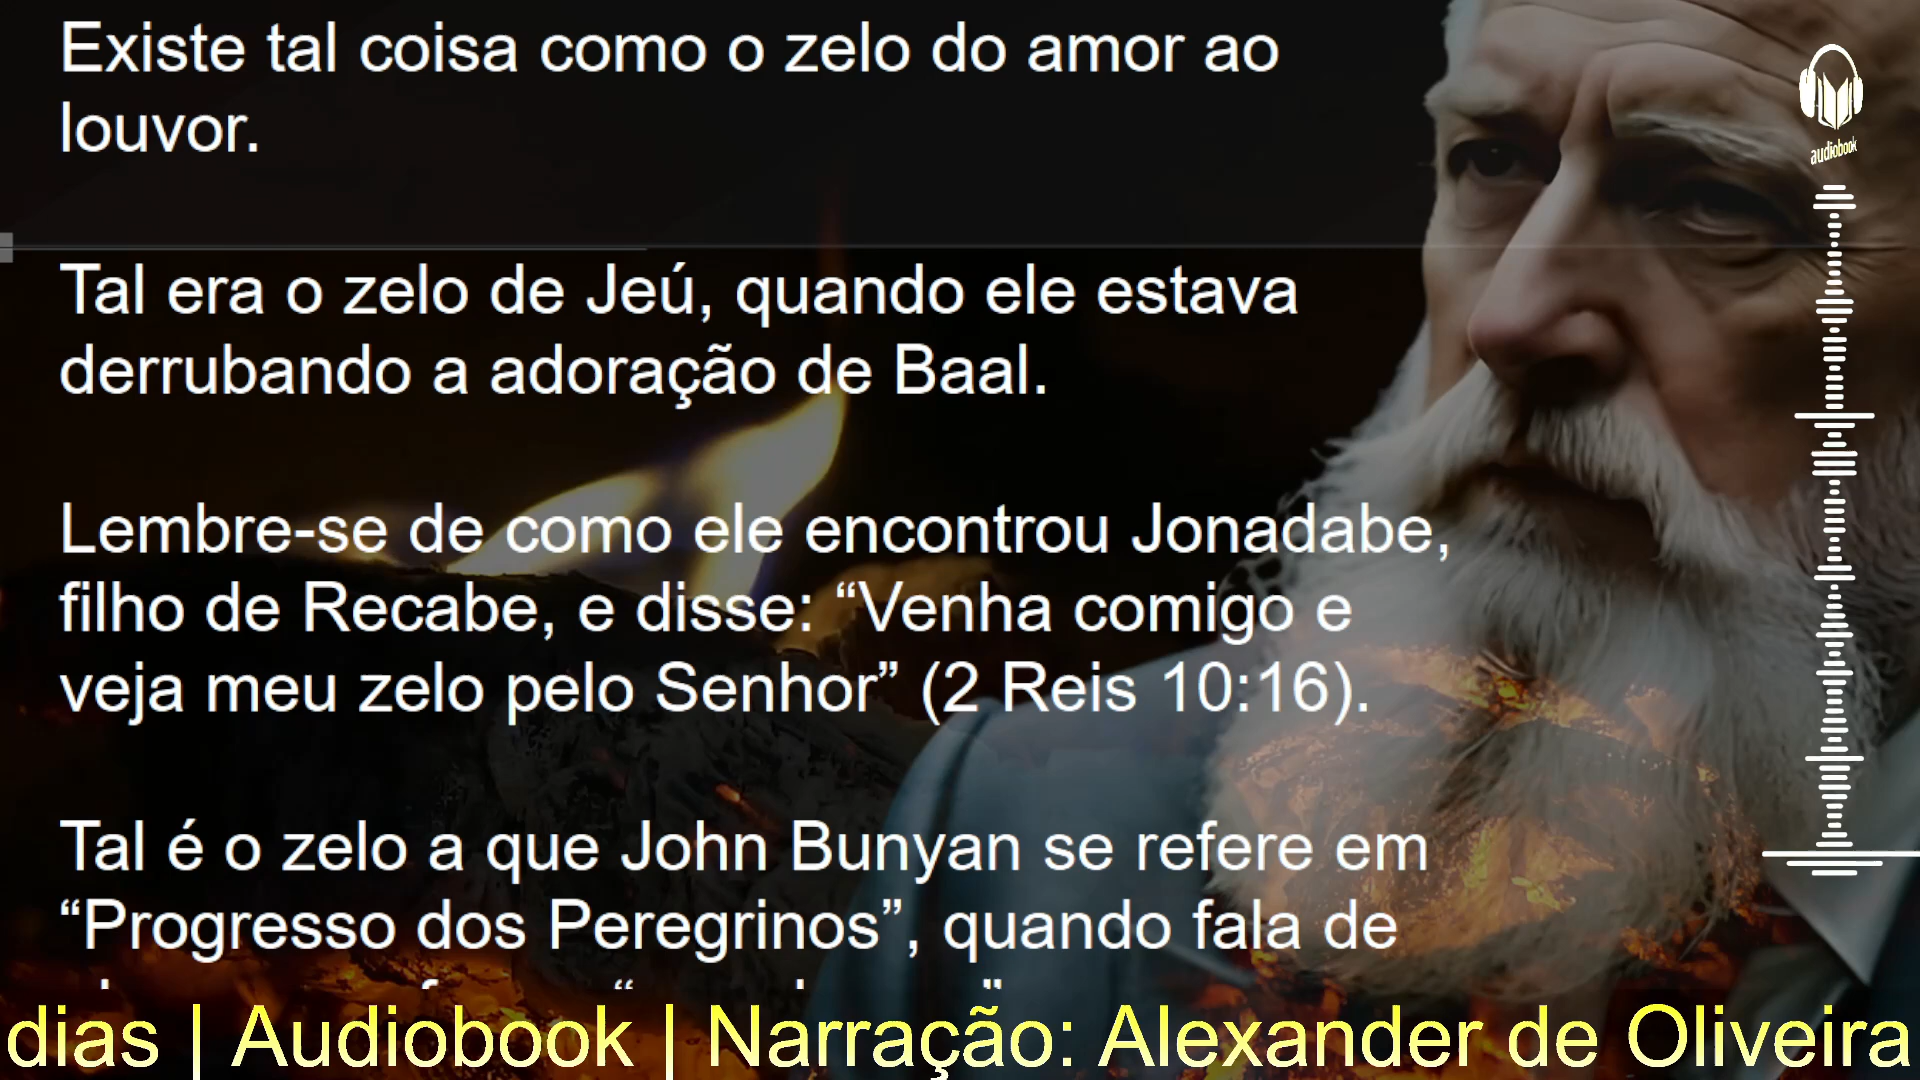 Existe tal coisa como o zelo do amor ao
louvor.
audiobook
Tal era o zelo de Jeú, quando ele estava
derrubando a adoração de Baal.
Lembre-se de como ele encontrou Jonadabe,
filho de Recabe, e disse: “Venha comigo e
veja meu zelo pelo Senhor” (2 Reis 10:16).
Tal é o zelo a que John Bunyan se refere em
“Progresso dos Peregrinos”, quando fala de
dias | Audiobook | Narração: Alexander de Oliveira